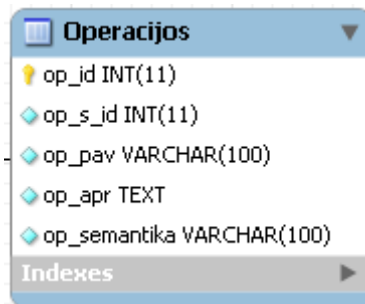 Operacijos
op_id INT(11)
op_s_id INT(11)
op_pav VARCHAR(100)
op_apr TEXT
op_semantika VARCHAR(100)
Indexes